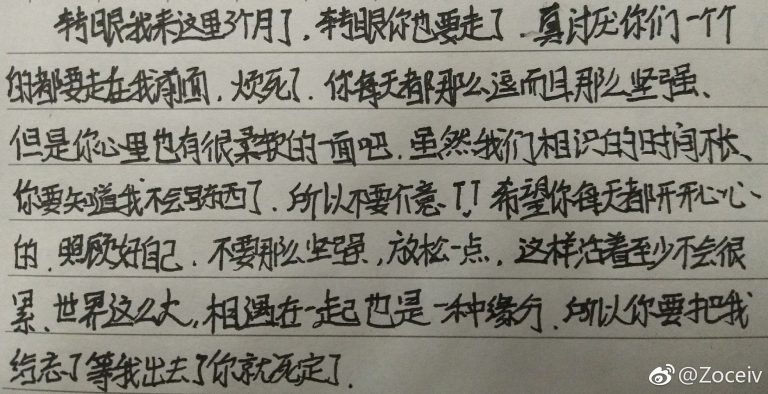 转眼我来这里3个月了，转眼你也要走了，真讨厌你们一个个
的都要走在我前面，烦死了，你每天都那么逗而且那么坚强、
但是你心里也有很柔软的一面吧，虽然我们相识的时间不长、
你要知道我不会写东西了，所以不要介意、!! 希望你每天都开开心心
的，照顾好自己，不要那么坚强，放松一点，这样活着至少不会很
累，世界这么大，相遇在一起也是一种缘分，所以你要把我
给忘了等我出去了你就死定了.
@Zoceiv